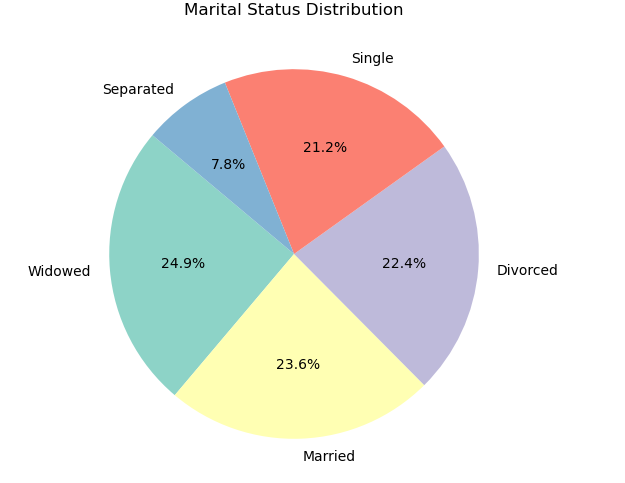 Marital Status Distribution
Single
Separated
21.2%
7.8%
Widowed
24.9%
22.4%
Divorced
23.6%
Married